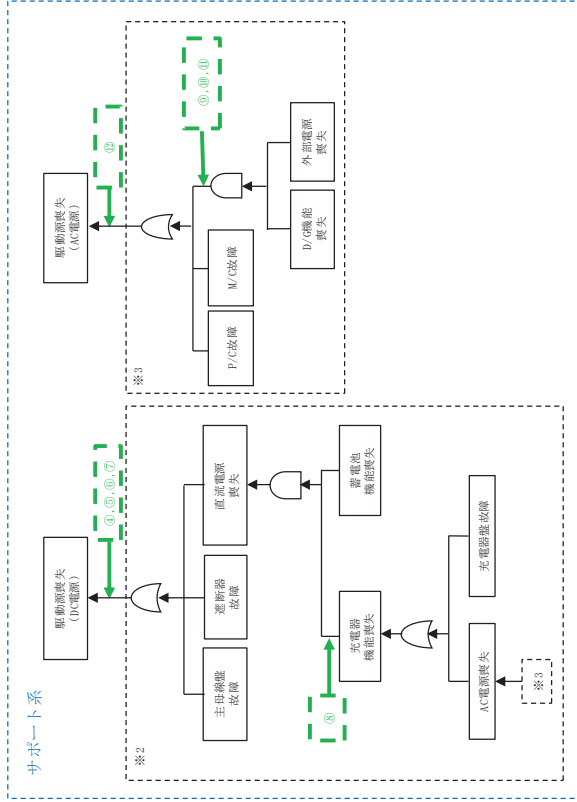 サポート系
駆動源喪失
(DC電源)
④,⑤,⑥,⑦
※2
主母線盤
故障
遮断器
故障
直流電源
喪失
⑧
充電器
機能喪失
蓄電池
機能喪失
AC電源喪失
充電器盤故障
※3
駆動源喪失
(AC電源)
⑫
※3
⑨,⑩,⑪
P/C故障
M/C故障
D/G機能
喪失
外部電源
喪失